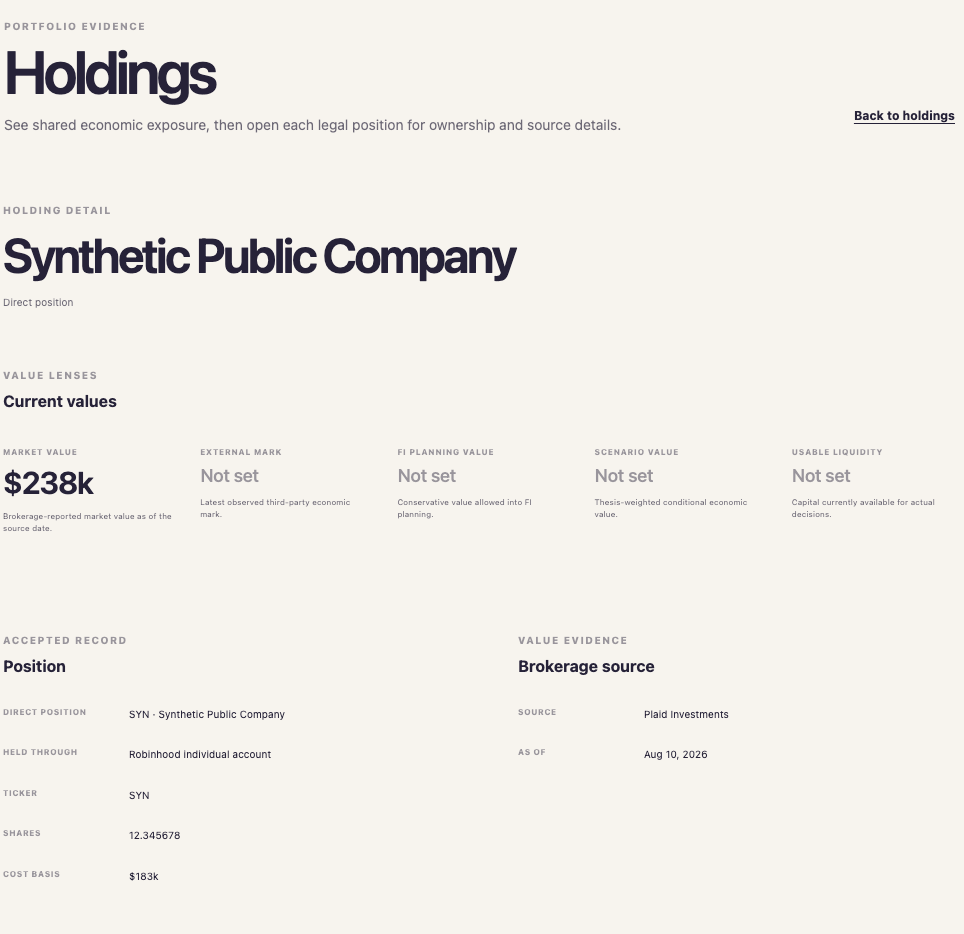 PORTFOLIO EVIDENCE
Holdings
See shared economic exposure, then open each legal position for ownership and source details.
Back to holdings
HOLDING DETAIL
Synthetic Public Company
Direct position
VALUE LENSES
Current values
MARKET VALUE
$238k
Brokerage-reported market value as of the
source date.
EXTERNAL MARK
Not set
Latest observed third-party economic
mark.
FI PLANNING VALUE
Not set
Conservative value allowed into FI
planning.
SCENARIO VALUE
Not set
Thesis-weighted conditional economic
value.
USABLE LIQUIDITY
Not set
Capital currently available for actual
decisions.
ACCEPTED RECORD
Position
DIRECT POSITION
SYN · Synthetic Public Company
HELD THROUGH
Robinhood individual account
TICKER
SYN
SHARES
12.345678
COST BASIS
$183k
VALUE EVIDENCE
Brokerage source
SOURCE
Plaid Investments
AS OF
Aug 10, 2026